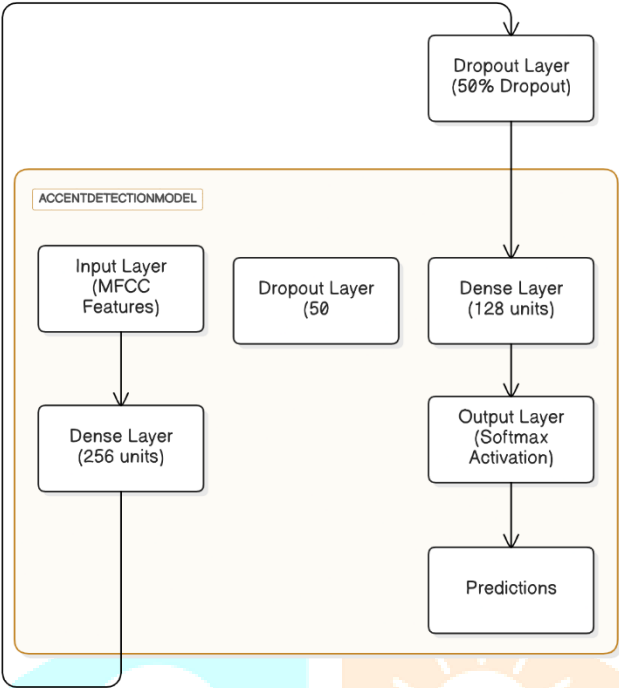 Dropout Layer
(50% Dropout)
ACCENTDETECTIONMODEL
Input Layer
(MFCC
Features)
Dropout Layer
(50
Dense Layer
(128 units)
Dense Layer
(256 units)
Output Layer
(Softmax
Activation)
Predictions